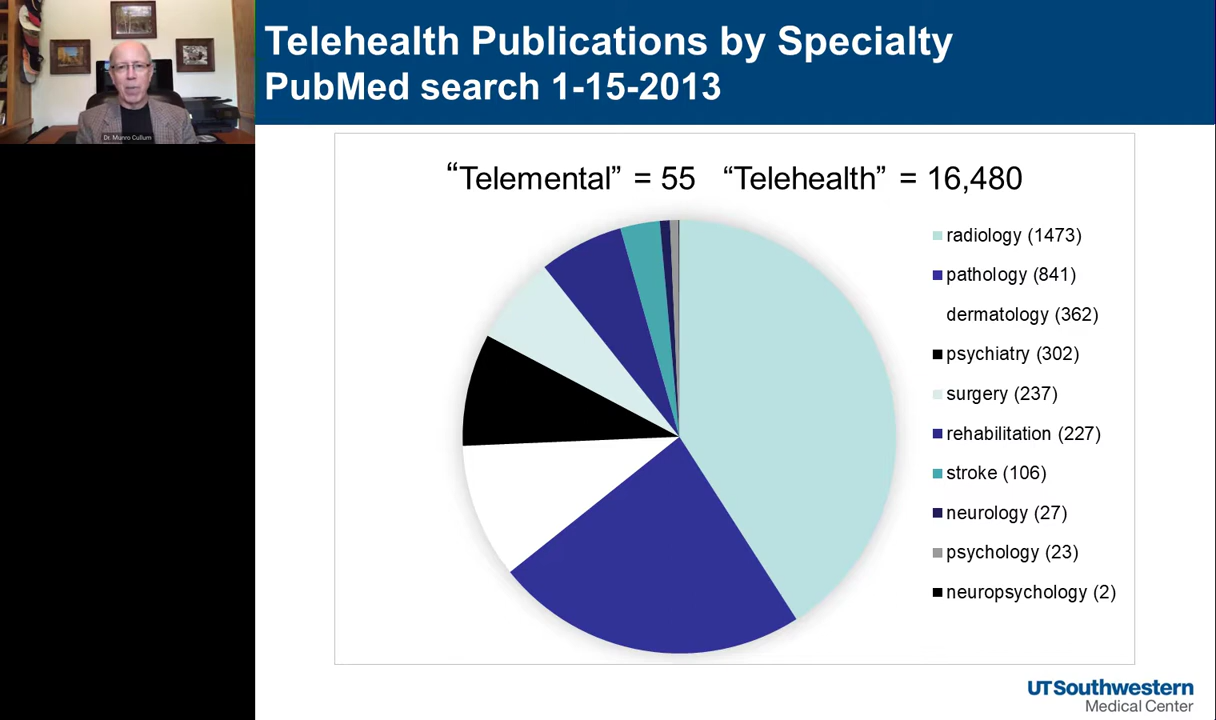 Telehealth Publications by Specialty
PubMed search 1-15-2013
Dr. Munro Cullum
“Telemental” = 55 “Telehealth” = 16,480
radiology (1473)
pathology (841)
dermatology (362)
psychiatry (302)
surgery (237)
rehabilitation (227)
stroke (106)
neurology (27)
psychology (23)
neuropsychology (2)
UTSouthwestern
Medical Center